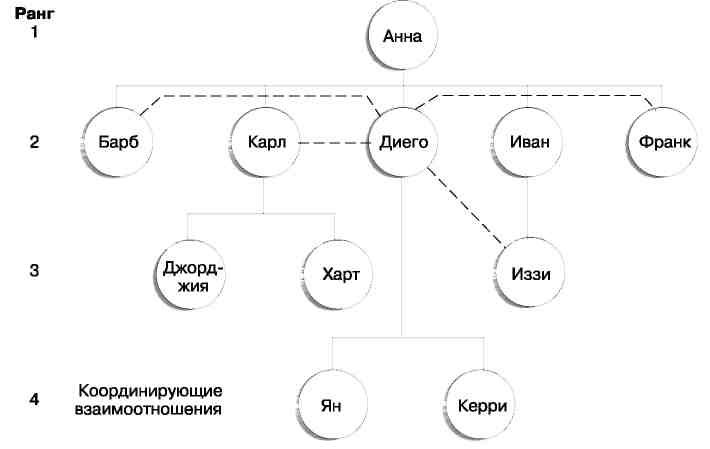 Ранг
1
Анна
2
Барб
Карл
Диего
Иван
Франк
3
Джорд-
жия
Харт
Иззи
4
Координирующие
взаимоотношения
Ян
Керри